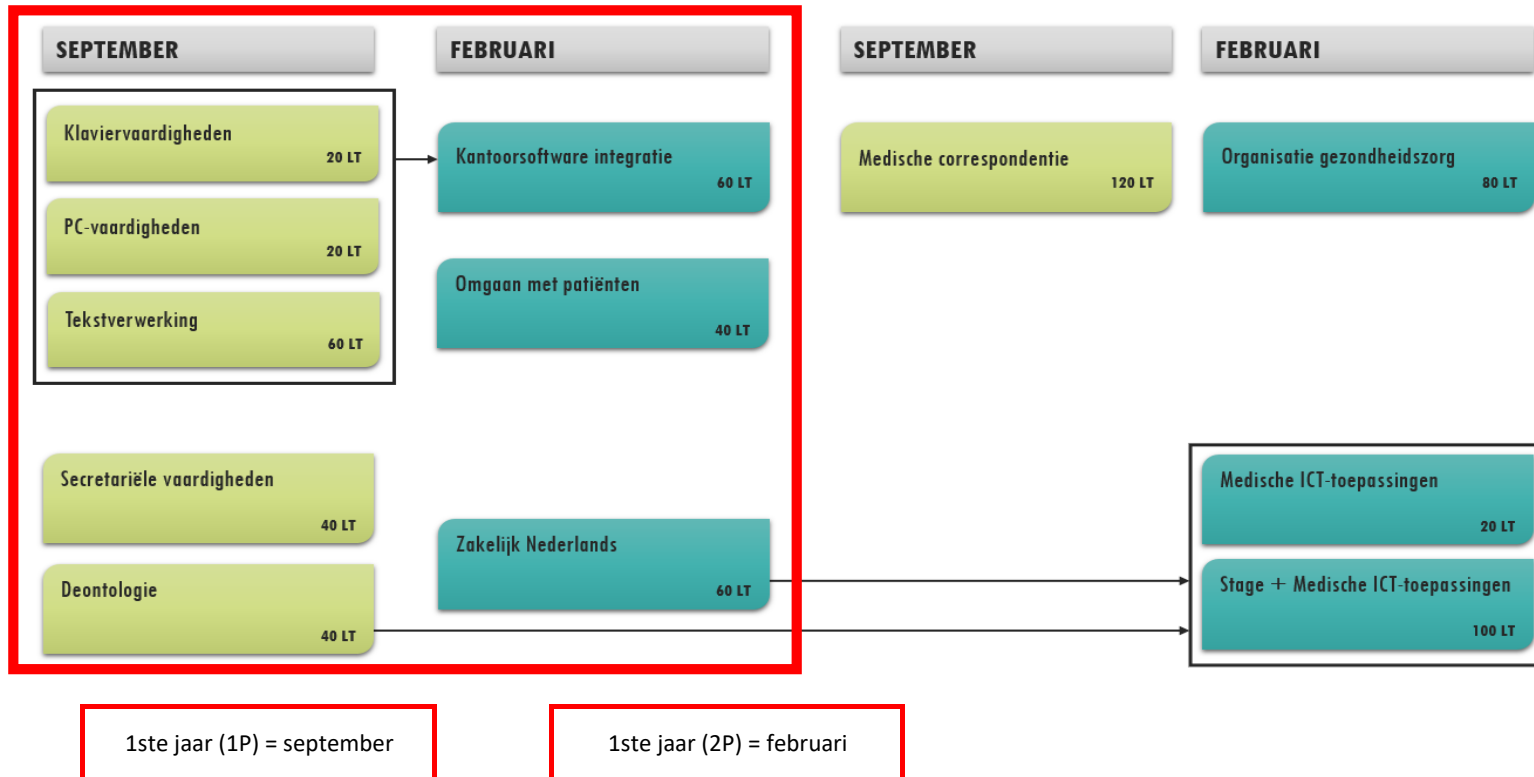 SEPTEMBER
FEBRUARI
SEPTEMBER
FEBRUARI
Klaviervaardigheden
20 LT
PC-vaardigheden
20 LT
Tekstverwerking
60 LT
Kantoorsoftware integratie
60 LT
Omgaan met patiënten
40 LT
Medische correspondentie
120 LT
Organisatie gezondheidszorg
80 LT
Secretariële vaardigheden
40 LT
Deontologie
40 LT
Zakelijk Nederlands
60 LT
Medische ICT-toepassingen
20 LT
Stage + Medische ICT-toepassingen
100 LT
1ste jaar (1P) = september
1ste jaar (2P) = februari